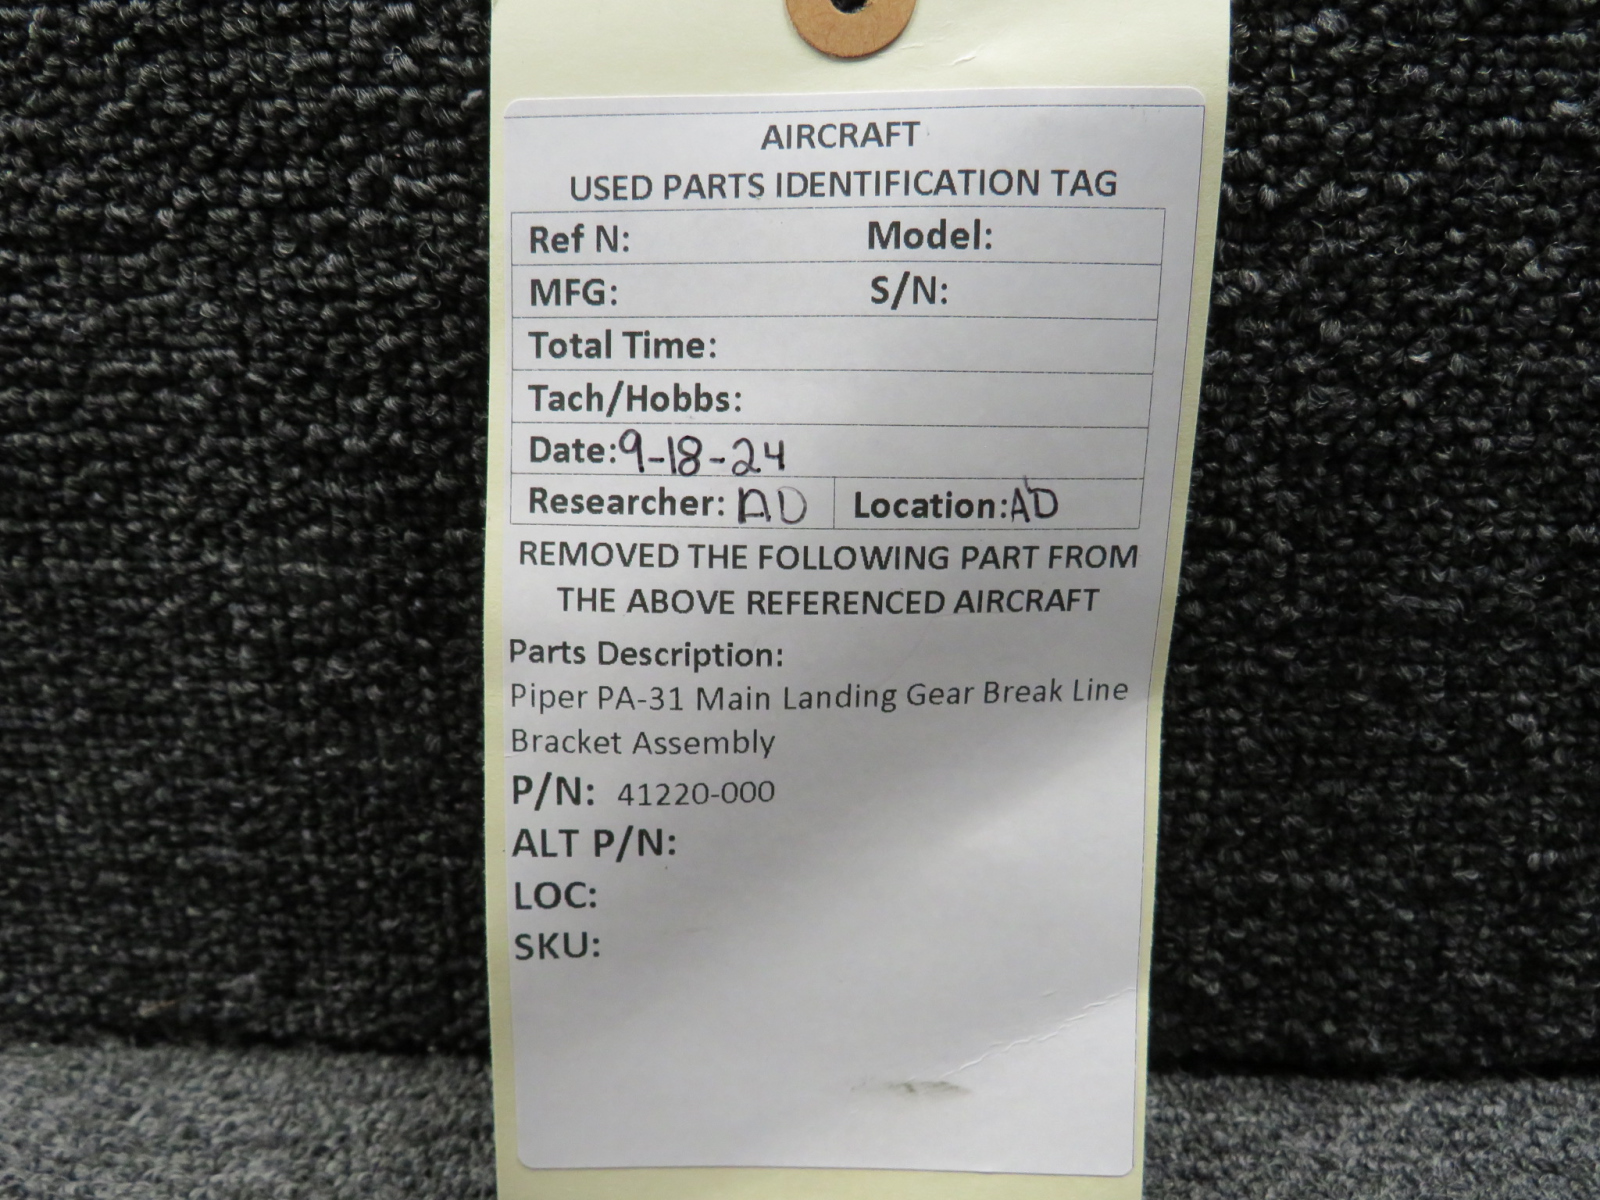 AIRCRAFT
USED PARTS IDENTIFICATION TAG
Ref N: Model:
MFG: S/N:
Total Time:
Tach/Hobbs:
Date: 9-18-24
Researcher: AD Location: AD
REMOVED THE FOLLOWING PART FROM
THE ABOVE REFERENCED AIRCRAFT
Parts Description:
Piper PA-31 Main Landing Gear Break Line
Bracket Assembly
P/N: 41220-000
ALT P/N:
LOC:
SKU: